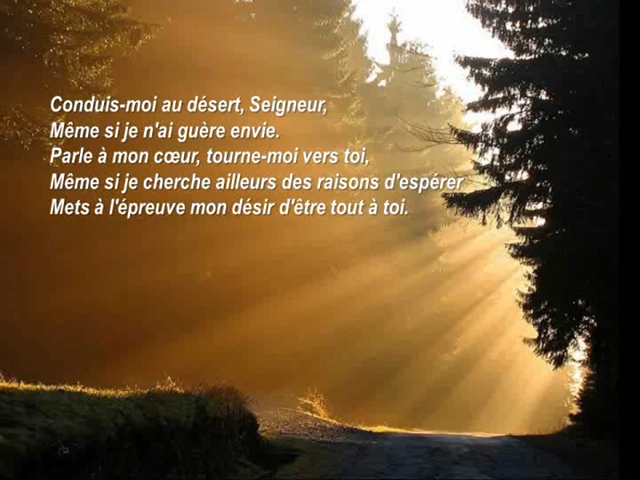 Conduis-moi au désert, Seigneur,
Même si je n'ai guère envie.
Parle à mon cœur, tourne-moi vers toi,
Même si je cherche ailleurs des raisons d'espérer
Mets à l'épreuve mon désir d'être tout à toi.